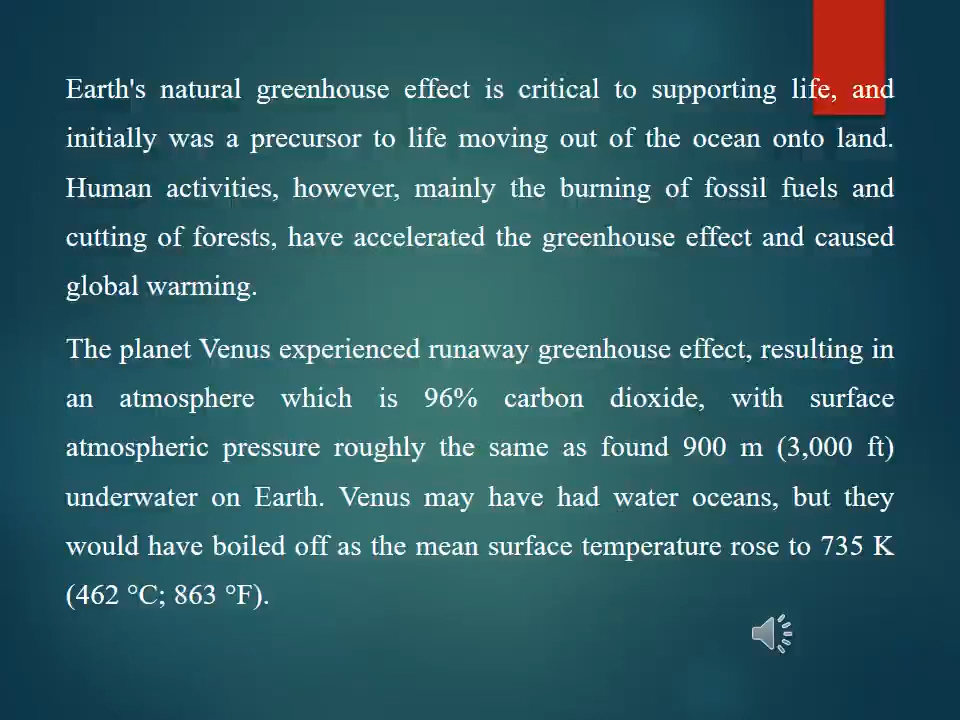 Earth's natural greenhouse effect is critical to supporting life, and
initially was a precursor to life moving out of the ocean onto land.
Human activities, however, mainly the burning of fossil fuels and
cutting of forests, have accelerated the greenhouse effect and caused
global warming.
The planet Venus experienced runaway greenhouse effect, resulting in
an atmosphere which is 96% carbon dioxide, with surface
atmospheric pressure roughly the same as found 900 m (3,000 ft)
underwater on Earth. Venus may have had water oceans, but they
would have boiled off as the mean surface temperature rose to 735 K
(462 °C; 863 °F).